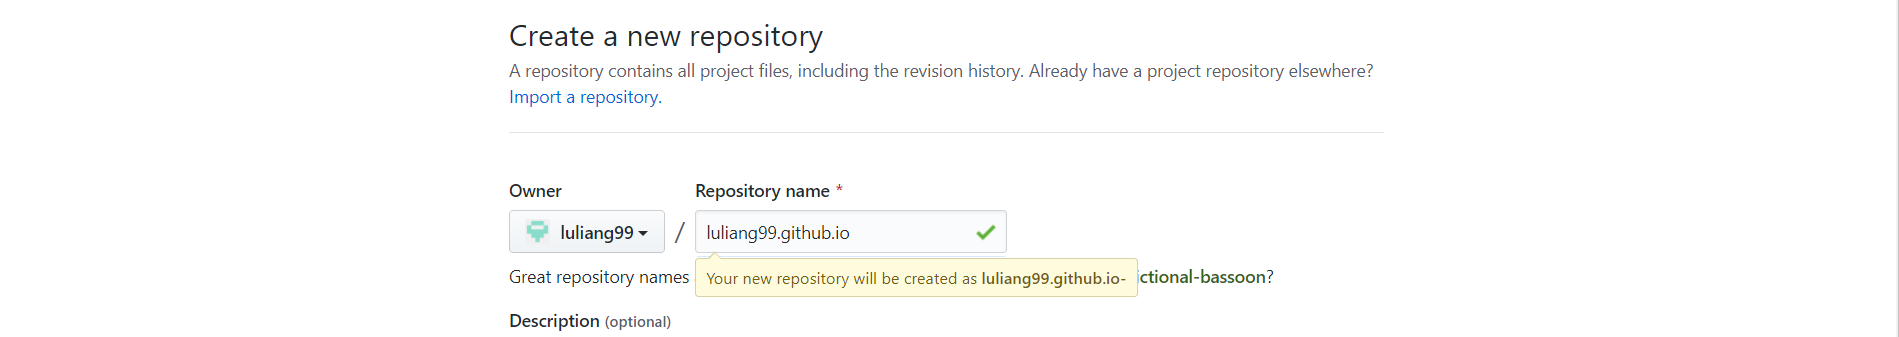 Create a new repository
A repository contains all project files, including the revision history. Already have a project repository elsewhere?
Import a repository.
Owner
Repository name *
luliang99
/
luliang99.github.io
Great repository names
Your new repository will be created as luliang99.github.io-
ictional-bassoon?
Description (optional)